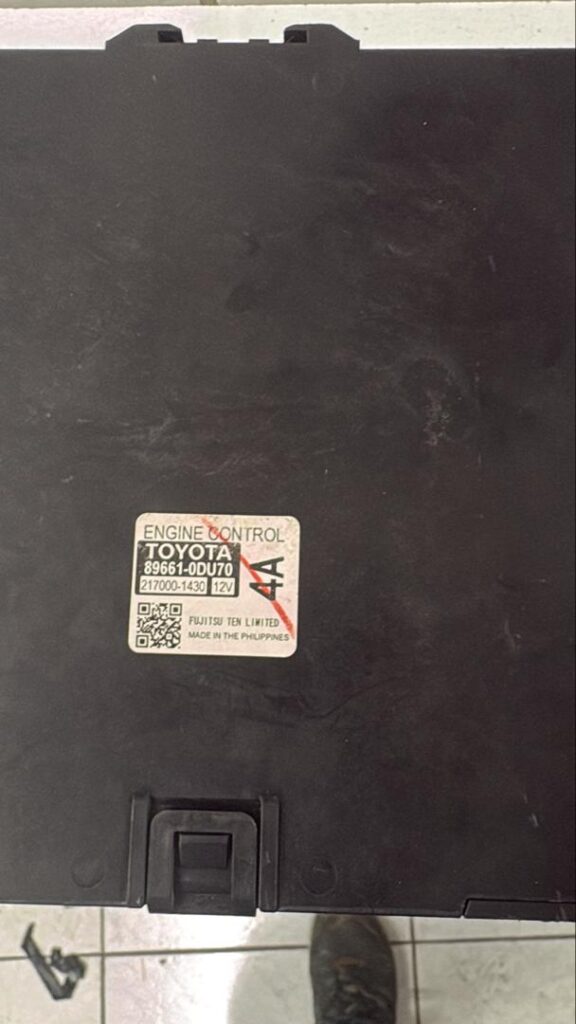 ENGINE CONTROL
TOYOTA
89661-0DU70
217000-1430 12V
4A
FUJITSU TEN LIMITED
MADE IN THE PHILIPPINES